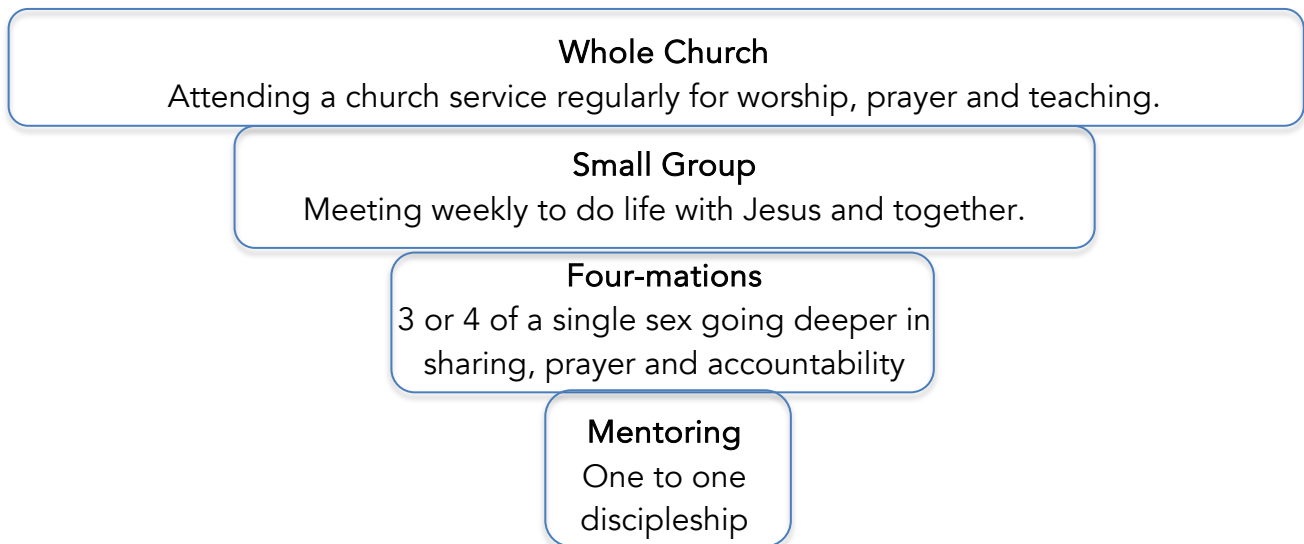 Whole Church
Attending a church service regularly for worship, prayer and teaching.
Small Group
Meeting weekly to do life with Jesus and together.
Four-mations
3 or 4 of a single sex going deeper in
sharing, prayer and accountability
Mentoring
One to one
discipleship